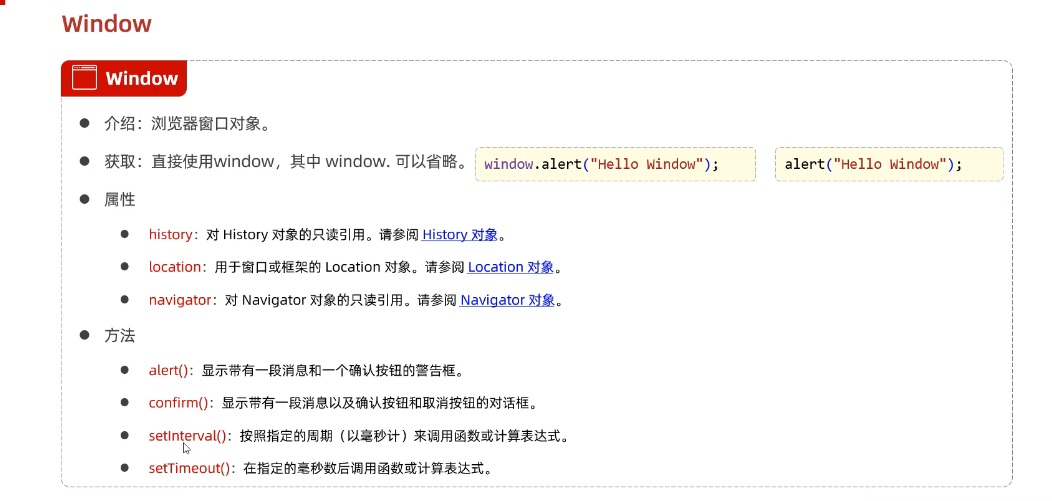 Window
Window
介绍：浏览器窗口对象。
获取：直接使用window，其中 window. 可以省略。 window.alert("Hello Window"); alert("Hello Window");
属性
history：对 History 对象的只读引用。请参阅 History 对象。
location：用于窗口或框架的 Location 对象。请参阅 Location 对象。
navigator：对 Navigator 对象的只读引用。请参阅 Navigator 对象。
方法
alert()：显示带有一段消息和一个确认按钮的警告框。
confirm()：显示带有一段消息以及确认按钮和取消按钮的对话框。
setInterval()：按照指定的周期（以毫秒计）来调用函数或计算表达式。
setTimeout()：在指定的毫秒数后调用函数或计算表达式。